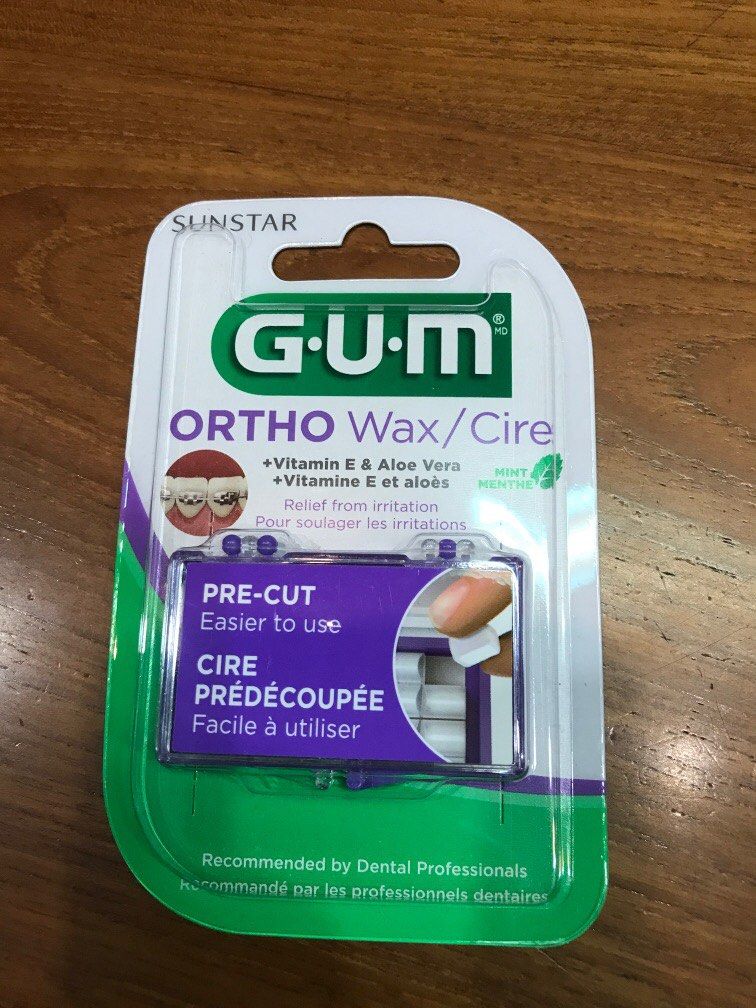 SUNSTAR
G·U·M® MD
ORTHO Wax/Cire
+Vitamin E & Aloe Vera
+Vitamine E et aloès
MINT
MENTHE
Relief from irritation
Pour soulager les irritations
PRE-CUT
Easier to use
CIRE
PRÉDÉCOUPÉE
Facile à utiliser
Recommended by Dental Professionals
Recommandé par les professionnels dentaires